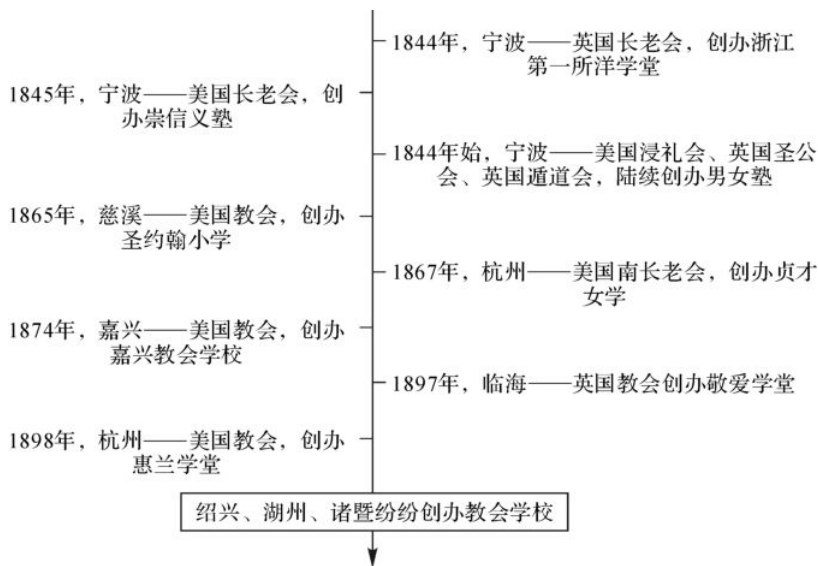 1844年，宁波——英国长老会，创办浙江
第一所洋学堂
1845年，宁波——美国长老会，创
办崇信义塾
1844年始，宁波——美国浸礼会、英国圣公
会、英国遁道会，陆续创办男女塾
1865年，慈溪——美国教会，创办
圣约翰小学
1867年，杭州——美国南长老会，创办贞才
女学
1874年，嘉兴——美国教会，创办
嘉兴教会学校
1897年，临海——英国教会创办敬爱学堂
1898年，杭州——美国教会，创办
惠兰学堂
绍兴、湖州、诸暨纷纷创办教会学校